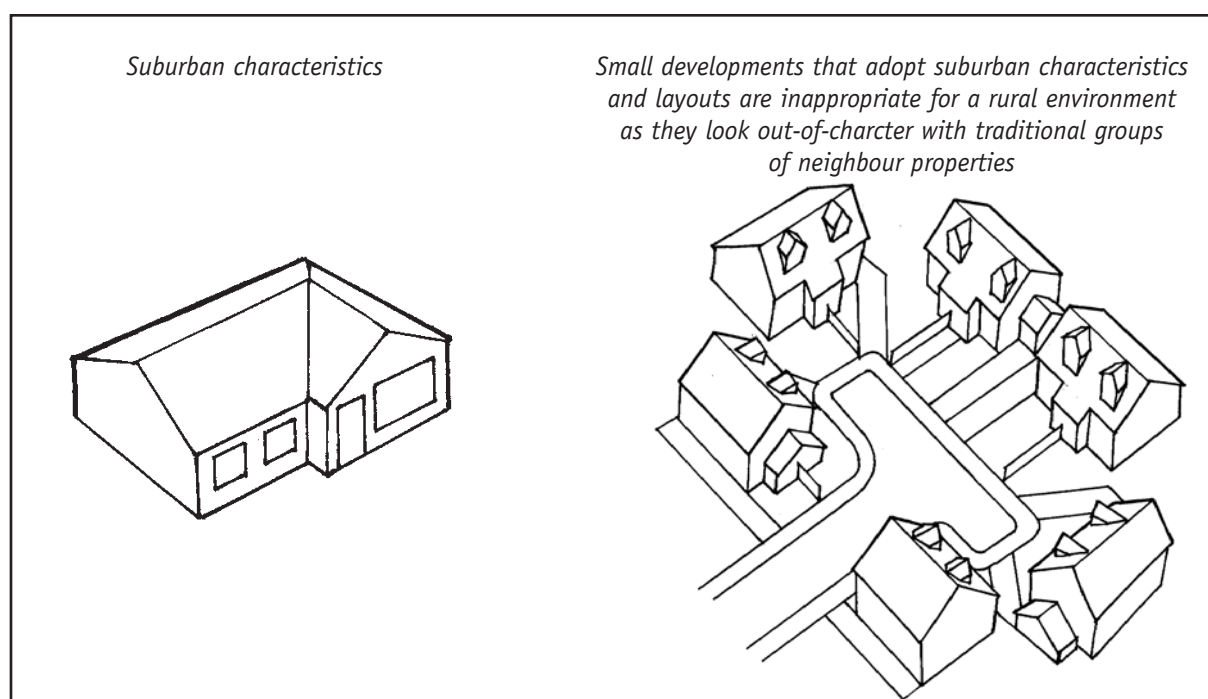 Suburban characteristics
Small developments that adopt suburban characteristics
and layouts are inappropriate for a rural environment
as they look out-of-charcter with traditional groups
of neighbour properties